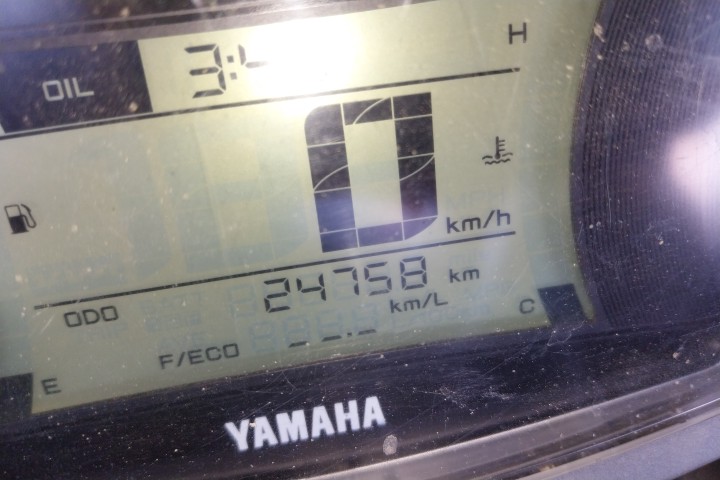 OIL
H
0
km/h
ODO 24758 km
F/ECO _ _._ km/L
E
C
YAMAHA